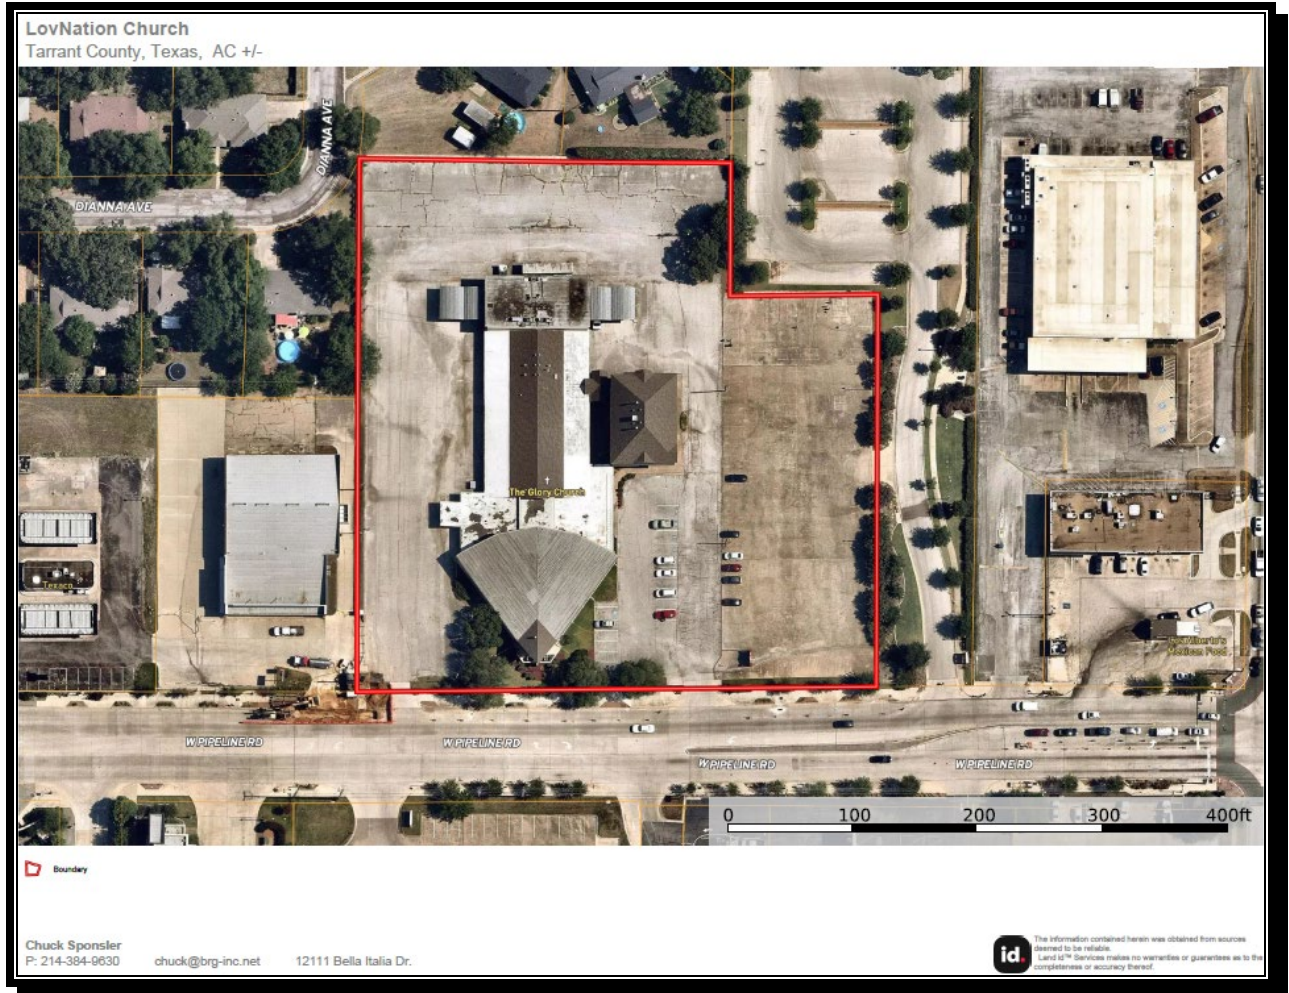 LovNation Church
Tarrant County, Texas, AC +/-
DIANNA AVE
DIANNA AVE
The Glory Church
Texaco
Mexican Food
W PIPELINE RD
W PIPELINE RD
W PIPELINE RD
W PIPELINE RD
0 100 200 300 400ft
Boundary
Chuck Sponsler
P: 214-384-9630 chuck@brg-inc.net 12111 Bella Italia Dr.
id.
The information contained herein was obtained from sources
deemed to be reliable.
Land id™ Services makes no warranties or guarantees as to the
completeness or accuracy thereof.